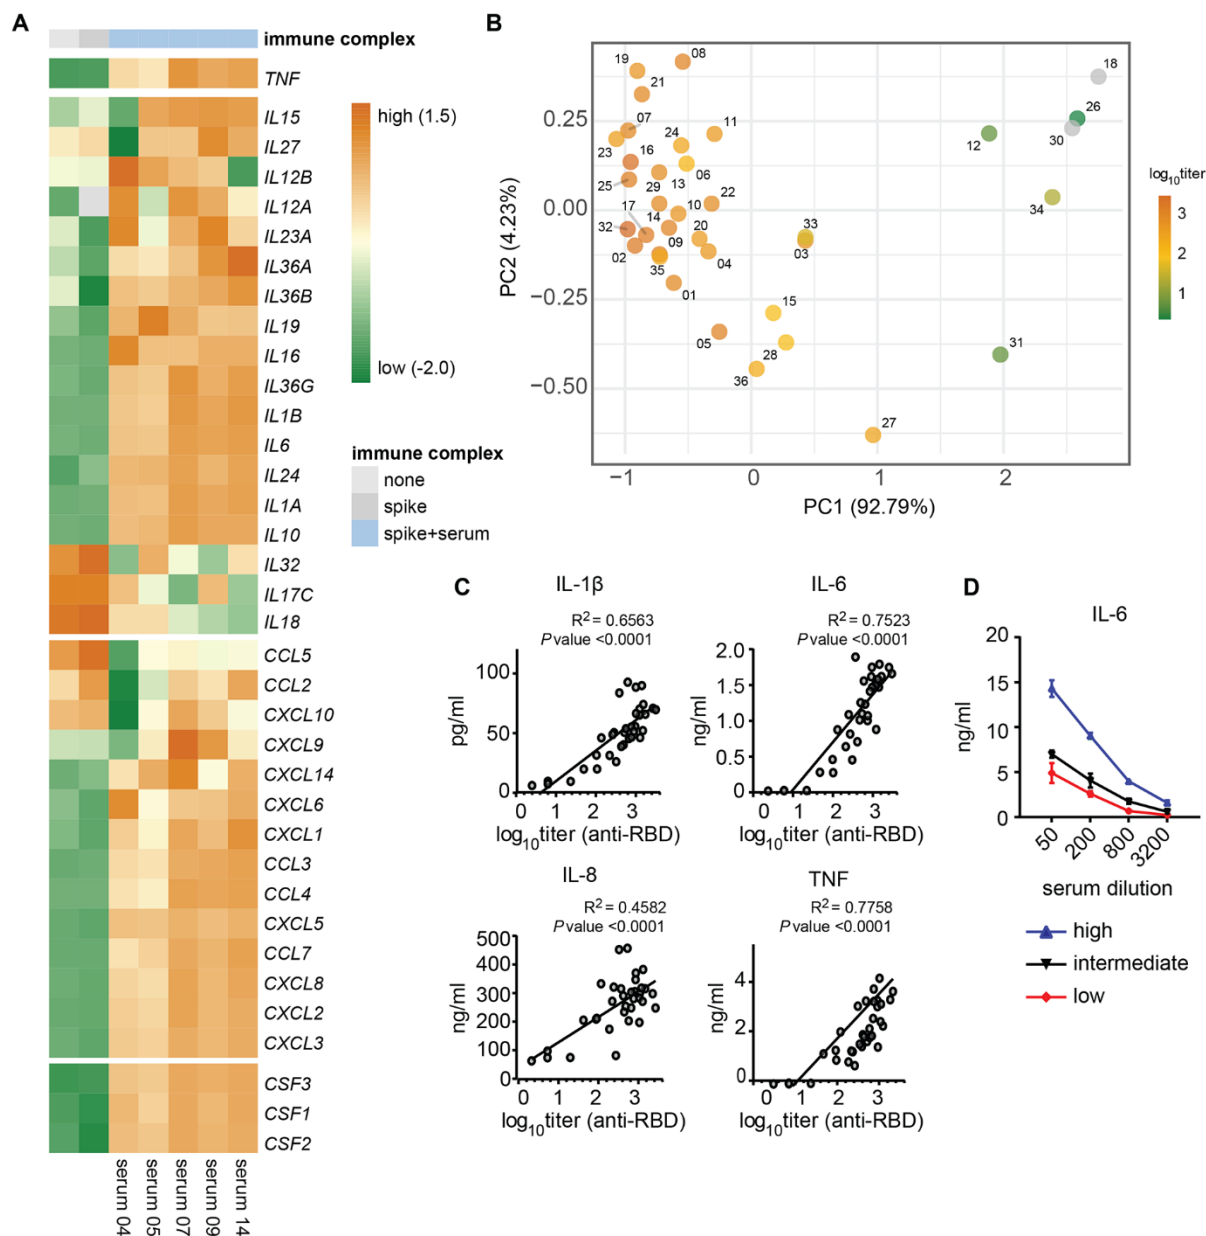 A
immune complex
TNF
IL15
IL27
IL12B
IL12A
IL23A
IL36A
IL36B
IL19
IL16
IL36G
IL1B
IL6
IL24
IL1A
IL10
IL32
IL17C
IL18
CCL5
CCL2
CXCL10
CXCL9
CXCL14
CXCL6
CXCL1
CCL3
CCL4
CXCL5
CCL7
CXCL8
CXCL2
CXCL3
CSF3
CSF1
CSF2
serum 04
serum 05
serum 07
serum 09
serum 14
high (1.5)
low (-2.0)
immune complex
none
spike
spike+serum
B
PC2 (4.23%)
0.25
0.00
−0.25
−0.50
19
08
21
07
24
11
23
16
06
25
29
13
22
17
14
10
32
09
20
02
35
04
01
33
03
15
05
28
36
27
18
26
30
12
34
31
−1
0
1
2
PC1 (92.79%)
log10titer
3
2
1
C
IL-1β
R2 = 0.6563
P value <0.0001
pg/ml
100
50
0
0 1 2 3
log10titer (anti-RBD)
IL-6
R2 = 0.7523
P value <0.0001
ng/ml
2.0
1.5
1.0
0.5
0
0 1 2 3
log10titer (anti-RBD)
IL-8
R2 = 0.4582
P value <0.0001
ng/ml
500
400
300
200
100
0
0 1 2 3
log10titer (anti-RBD)
TNF
R2 = 0.7758
P value <0.0001
ng/ml
4
2
0
0 1 2 3
log10titer (anti-RBD)
D
IL-6
ng/ml
20
15
10
5
0
50
200
800
3200
serum dilution
high
intermediate
low